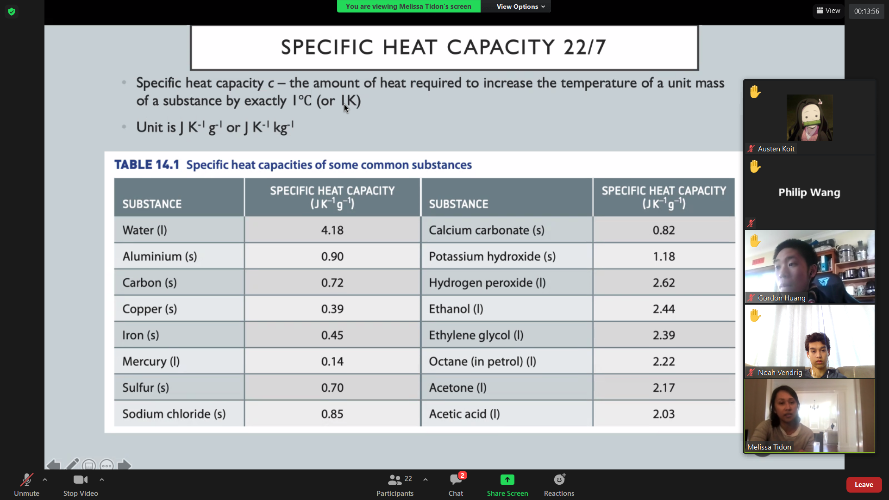 You are viewing Melissa Tidon's screen
View Options
View
00:13:56
SPECIFIC HEAT CAPACITY 22/7
• Specific heat capacity c – the amount of heat required to increase the temperature of a unit mass
of a substance by exactly 1°C (or 1K)
• Unit is J K⁻¹ g⁻¹ or J K⁻¹ kg⁻¹
TABLE 14.1 Specific heat capacities of some common substances
SUBSTANCE SPECIFIC HEAT CAPACITY (J K⁻¹ g⁻¹) SUBSTANCE SPECIFIC HEAT CAPACITY (J K⁻¹ g⁻¹)
Water (l) 4.18 Calcium carbonate (s) 0.82
Aluminium (s) 0.90 Potassium hydroxide (s) 1.18
Carbon (s) 0.72 Hydrogen peroxide (l) 2.62
Copper (s) 0.39 Ethanol (l) 2.44
Iron (s) 0.45 Ethylene glycol (l) 2.39
Mercury (l) 0.14 Octane (in petrol) (l) 2.22
Sulfur (s) 0.70 Acetone (l) 2.17
Sodium chloride (s) 0.85 Acetic acid (l) 2.03
Austen Koit
Philip Wang
Gordon Huang
Noah Vendrig
Melissa Tidon
Unmute
Stop Video
Participants
22
Chat
2
Share Screen
Reactions
Leave